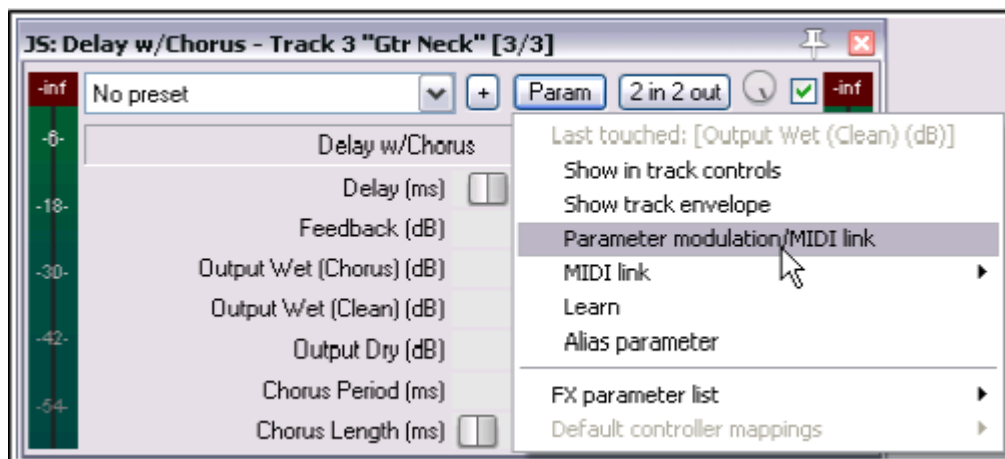 JS: Delay w/Chorus - Track 3 "Gtr Neck" [3/3]
-inf No preset + Param 2 in 2 out -inf
-6-
-18-
-30-
-42-
-54-
Delay w/Chorus
Delay (ms)
Feedback (dB)
Output Wet (Chorus) (dB)
Output Wet (Clean) (dB)
Output Dry (dB)
Chorus Period (ms)
Chorus Length (ms)
Last touched: [Output Wet (Clean) (dB)]
Show in track controls
Show track envelope
Parameter modulation/MIDI link
MIDI link
Learn
Alias parameter
FX parameter list
Default controller mappings